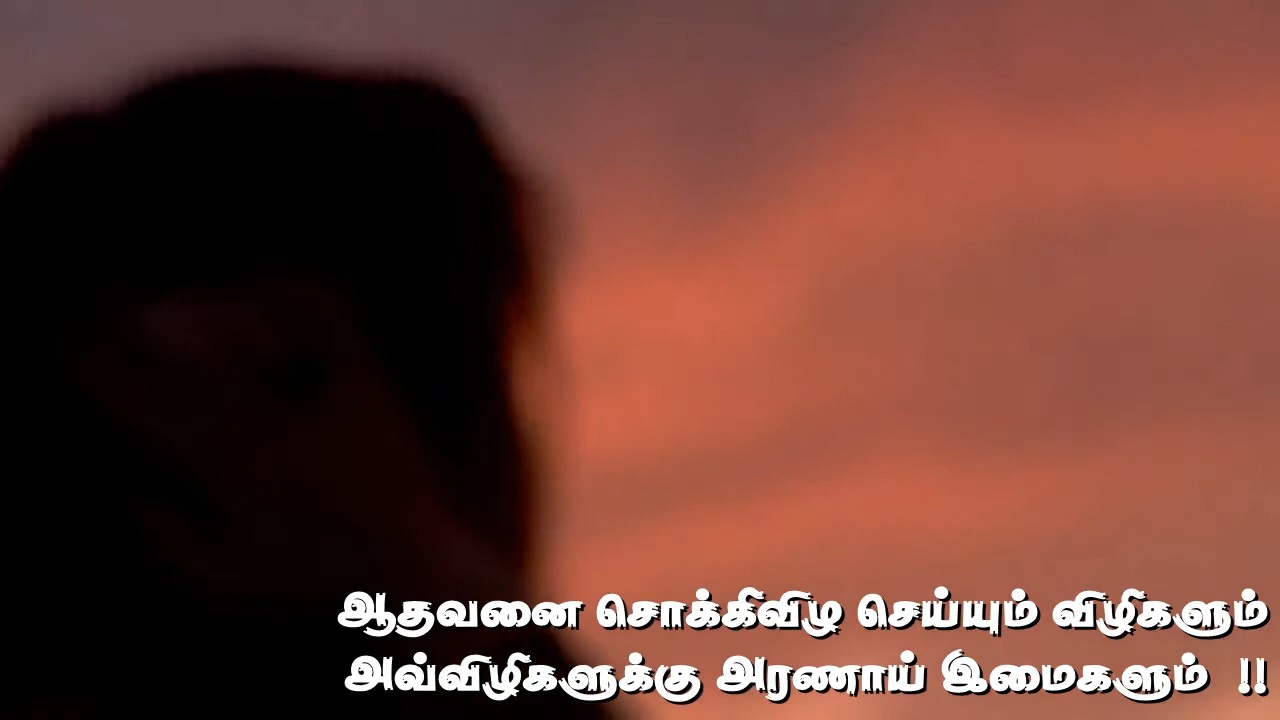 ஆதவனை சொக்கிவிழ செய்யும் விழிகளும்
அவ்விழிகளுக்கு அரணாய் இமைகளும் !!